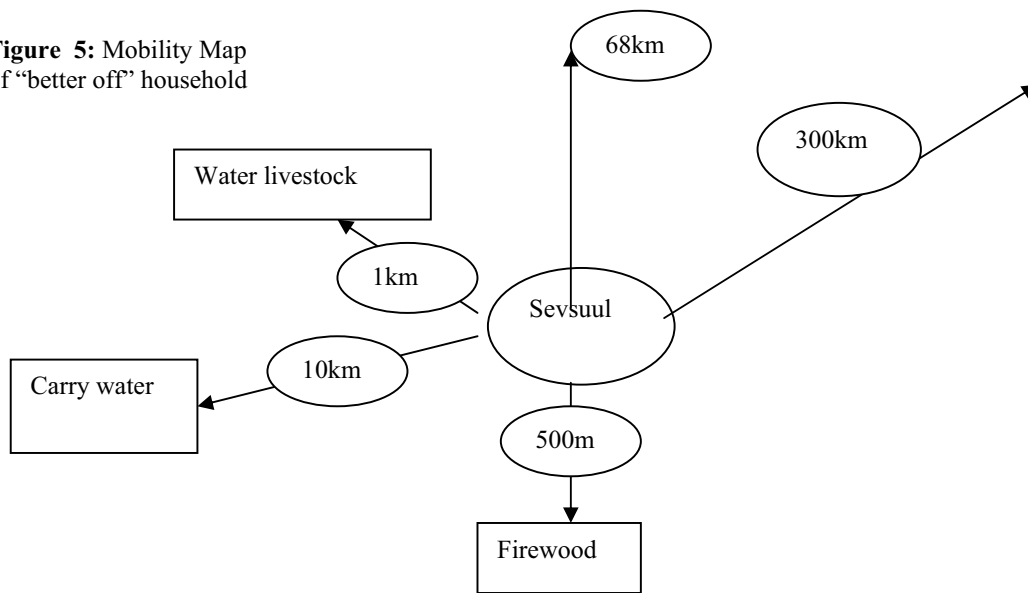 igure 5: Mobility Map
f “better off” household
68km
300km
Water livestock
1km
Sevsuul
10km
Carry water
500m
Firewood